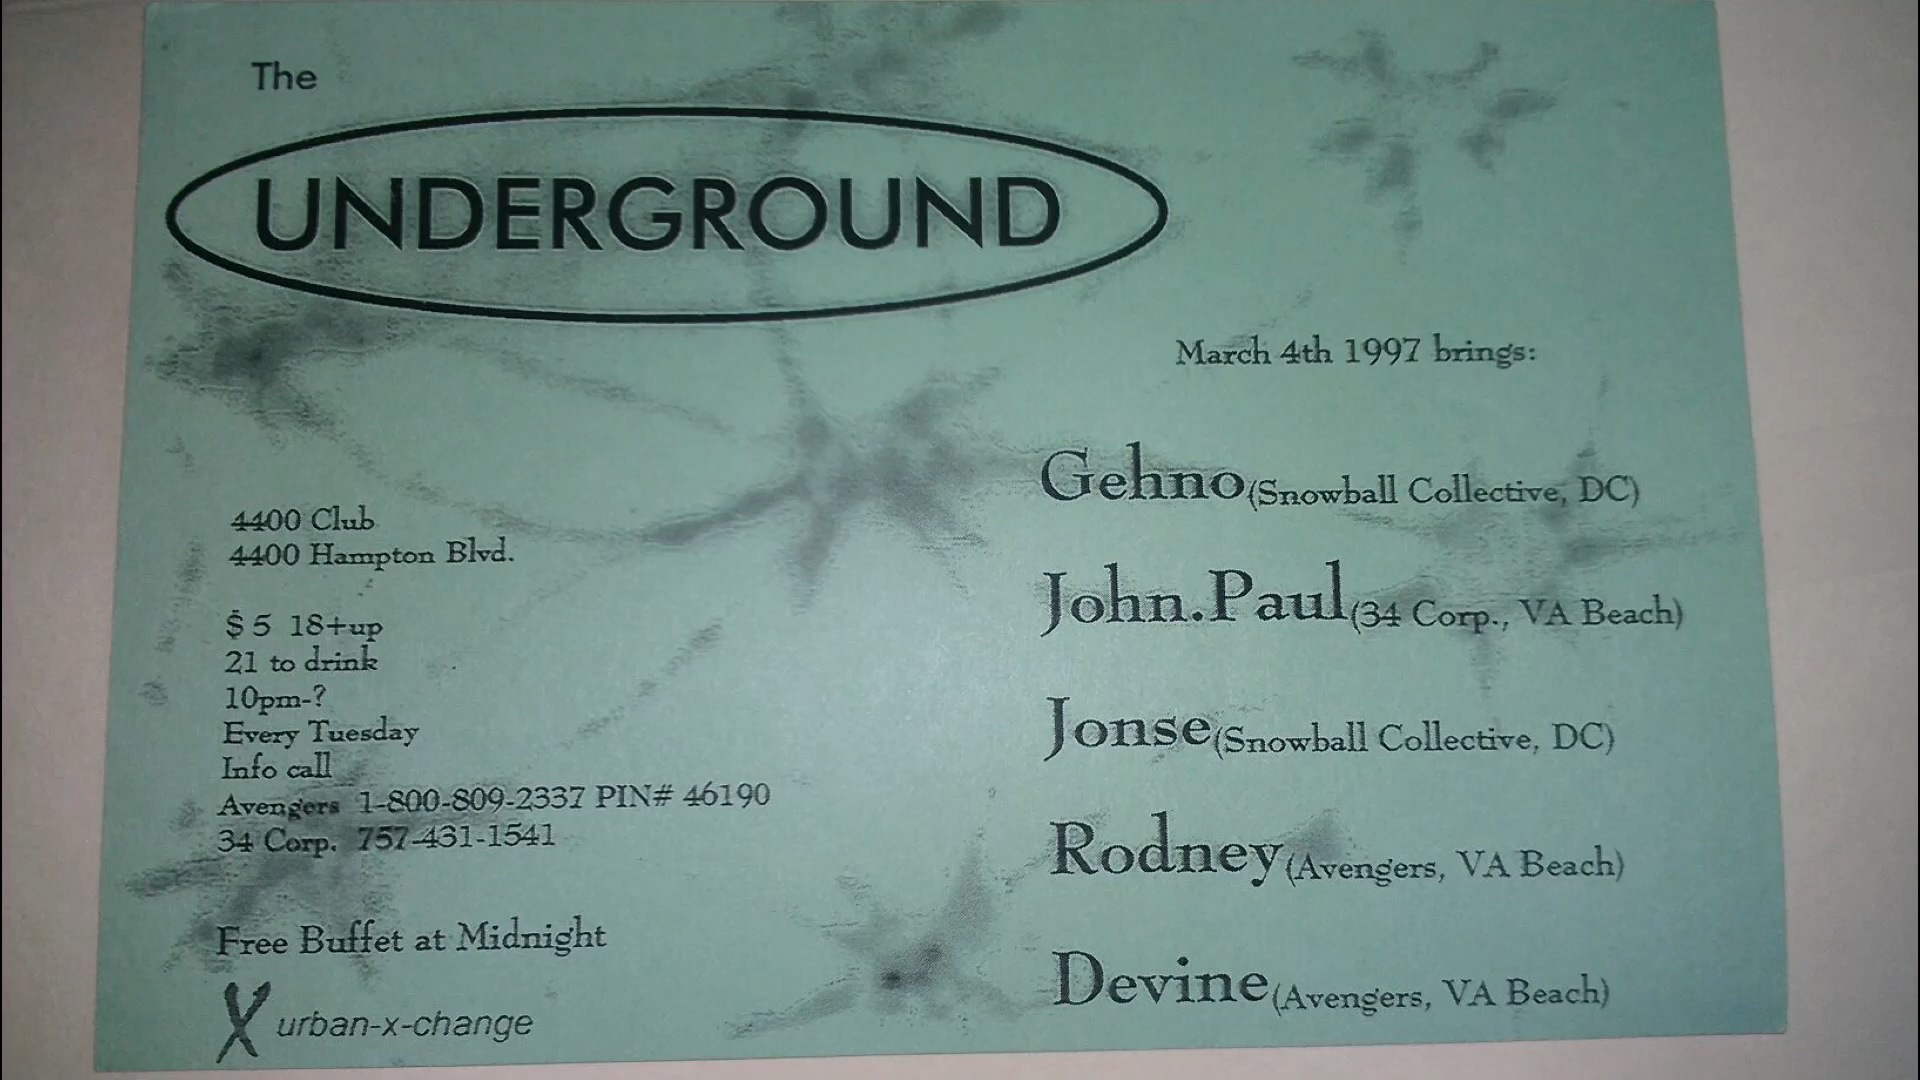 The
UNDERGROUND
March 4th 1997 brings:
Gehno(Snowball Collective, DC)
John.Paul(34 Corp., VA Beach)
Jonse(Snowball Collective, DC)
Rodney(Avengers, VA Beach)
Devine(Avengers, VA Beach)
4400 Club
4400 Hampton Blvd.
$5 18+up
21 to drink
10pm-?
Every Tuesday
Info call
Avengers 1-800-809-2337 PIN# 46190
34 Corp. 757-431-1541
Free Buffet at Midnight
X urban-x-change